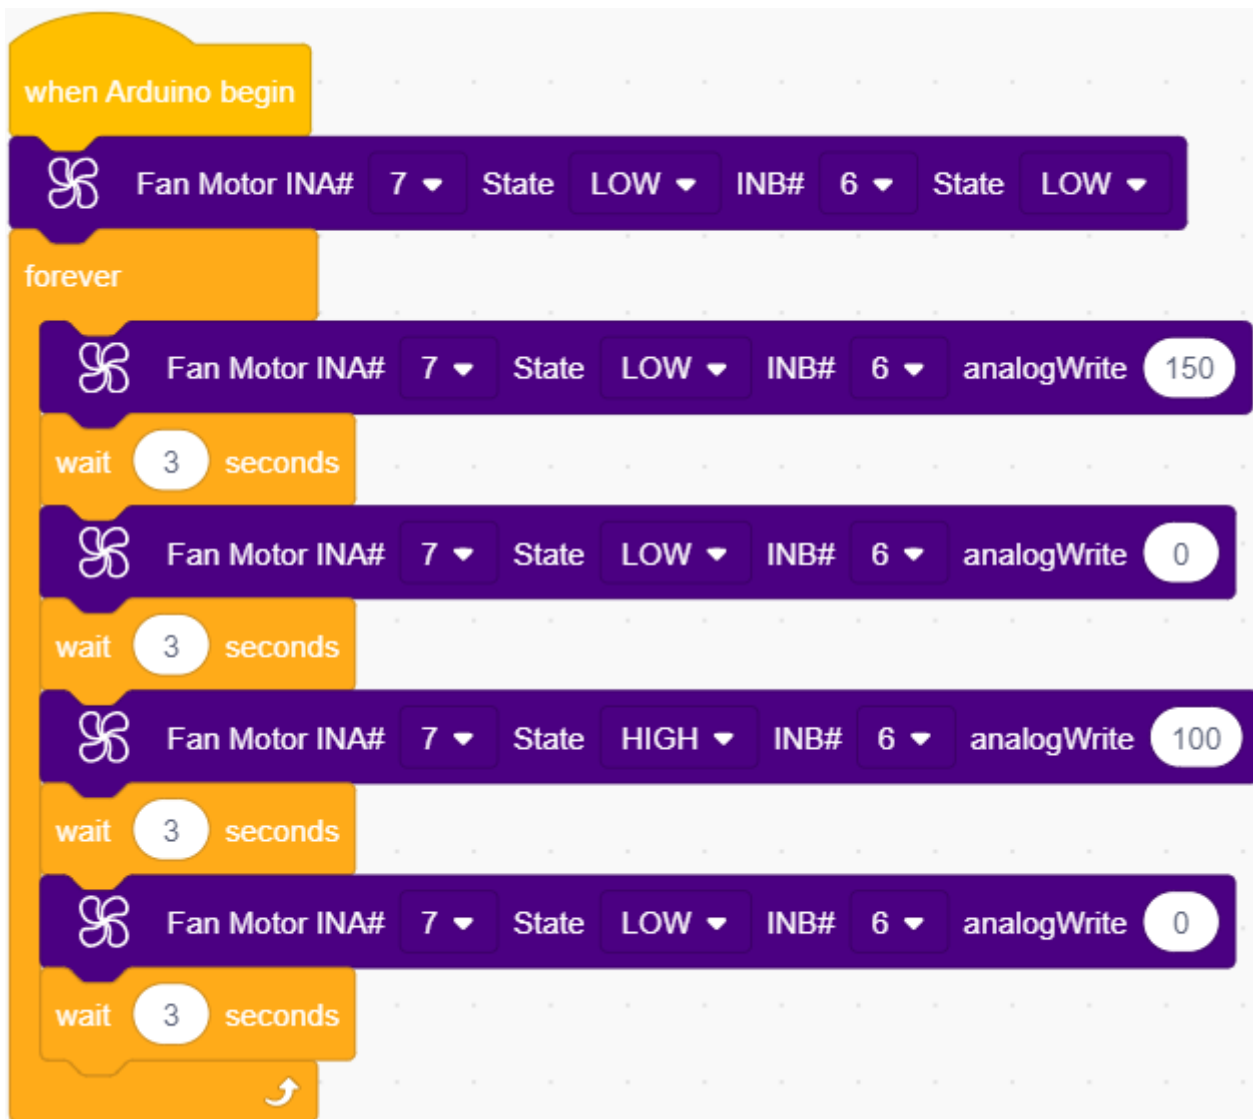 when Arduino begin
Fan Motor INA# 7 State LOW INB# 6 State LOW
forever
Fan Motor INA# 7 State LOW INB# 6 analogWrite 150
wait 3 seconds
Fan Motor INA# 7 State LOW INB# 6 analogWrite 0
wait 3 seconds
Fan Motor INA# 7 State HIGH INB# 6 analogWrite 100
wait 3 seconds
Fan Motor INA# 7 State LOW INB# 6 analogWrite 0
wait 3 seconds